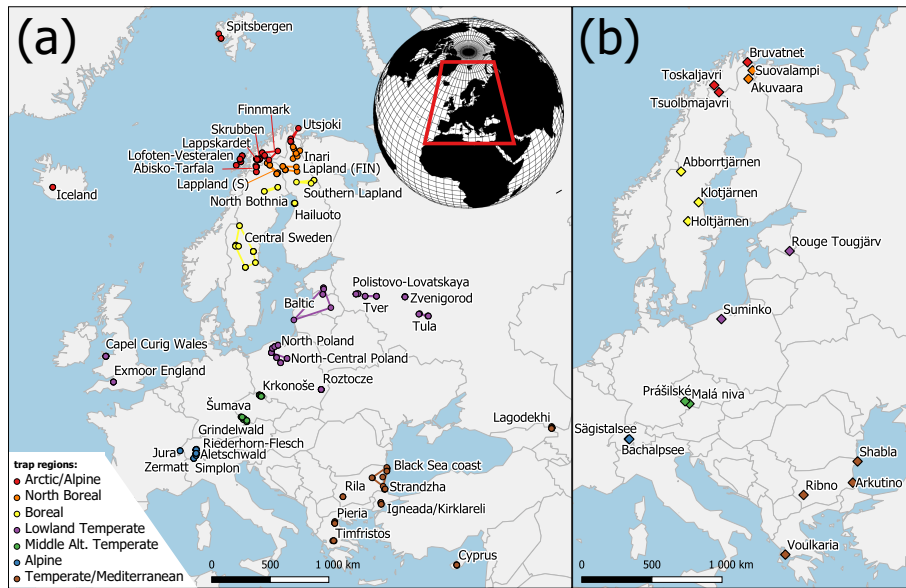 (a)
Spitsbergen
Finnmark
Utsjoki
Skrubben
Lappskardet
Lofoten-Vesteralen
Inari
Abisko-Tarfala
Lapland (FIN)
Iceland
Lappland (S)
Southern Lapland
North Bothnia
Hailuoto
Central Sweden
Polistovo-Lovatskaya
Baltic
Zvenigorod
Tver
Tula
Capel Curig Wales
North Poland
North-Central Poland
Exmoor England
Krkonoše
Roztocze
Šumava
Lagodekhi
Grindelwald
Riederhorn-Flesch
Jura
Aletschwald
Zermatt
Simplon
Black Sea coast
Rila
Strandzha
Pieria
Igneada/Kirklareli
Timfristos
Cyprus
trap regions:
Arctic/Alpine
North Boreal
Boreal
Lowland Temperate
Middle Alt. Temperate
Alpine
Temperate/Mediterranean
0 500 1 000 km
(b)
Bruvatnet
Toskaljavri
Suovalampi
Akuvaara
Tsuolbmajavri
Abborrtjärnen
Klotjärnen
Holtjärnen
Rouge Tougjärv
Suminko
Prášilské
Malá niva
Sägistalsee
Bachalpsee
Shabla
Ribno
Arkutino
Voulkaria
0 500 1 000 km